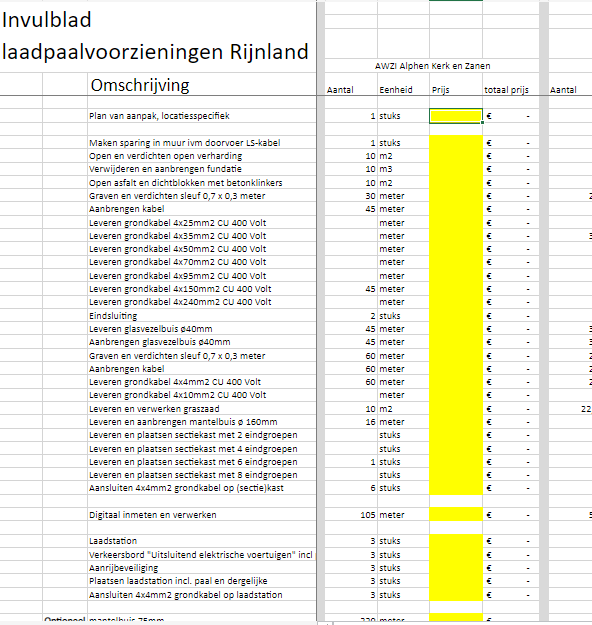 Invulblad
laadpaalvoorzieningen Rijnland
AWZI Alphen Kerk en Zanen
Omschrijving Aantal Eenheid Prijs totaal prijs Aantal
Plan van aanpak, locatiesspecifiek 1 stuks € -
Maken sparing in muur ivm doorvoer LS-kabel 1 stuks € -
Open en verdichten open verharding 10 m2 € -
Verwijderen en aanbrengen fundatie 10 m3 € -
Open asfalt en dichtblokken met betonklinkers 10 m2 € -
Graven en verdichten sleuf 0,7 x 0,3 meter 30 meter € - 2
Aanbrengen kabel 45 meter € -
Leveren grondkabel 4x25mm2 CU 400 Volt meter € -
Leveren grondkabel 4x35mm2 CU 400 Volt meter € - 3
Leveren grondkabel 4x50mm2 CU 400 Volt meter € -
Leveren grondkabel 4x70mm2 CU 400 Volt meter € -
Leveren grondkabel 4x95mm2 CU 400 Volt meter € -
Leveren grondkabel 4x150mm2 CU 400 Volt 45 meter € -
Leveren grondkabel 4x240mm2 CU 400 Volt meter € -
Eindsluiting 2 stuks € -
Leveren glasvezelbuis ø40mm 45 meter € - 3
Aanbrengen glasvezelbuis ø40mm 45 meter € - 3
Graven en verdichten sleuf 0,7 x 0,3 meter 60 meter € - 2
Aanbrengen kabel 60 meter € - 2
Leveren grondkabel 4x4mm2 CU 400 Volt 60 meter € - 2
Leveren grondkabel 4x10mm2 CU 400 Volt meter € -
Leveren en verwerken graszaad 10 m2 € - 22
Leveren en aanbrengen mantelbuis ø 160mm 16 meter € -
Leveren en plaatsen sectiekast met 2 eindgroepen stuks € -
Leveren en plaatsen sectiekast met 4 eindgroepen stuks € -
Leveren en plaatsen sectiekast met 6 eindgroepen 1 stuks € -
Leveren en plaatsen sectiekast met 8 eindgroepen stuks € -
Aansluiten 4x4mm2 grondkabel op (sectie)kast 6 stuks € -
Digitaal inmeten en verwerken 105 meter € - 5
Laadstation 3 stuks € -
Verkeersbord "Uitsluitend elektrische voertuigen" incl 3 stuks € -
Aanrijbeveiliging 3 stuks € -
Plaatsen laadstation incl. paal en dergelijke 3 stuks € -
Aansluiten 4x4mm2 grondkabel op laadstation 3 stuks € -
Optioneel mantelbuis 75mm 220 meter €